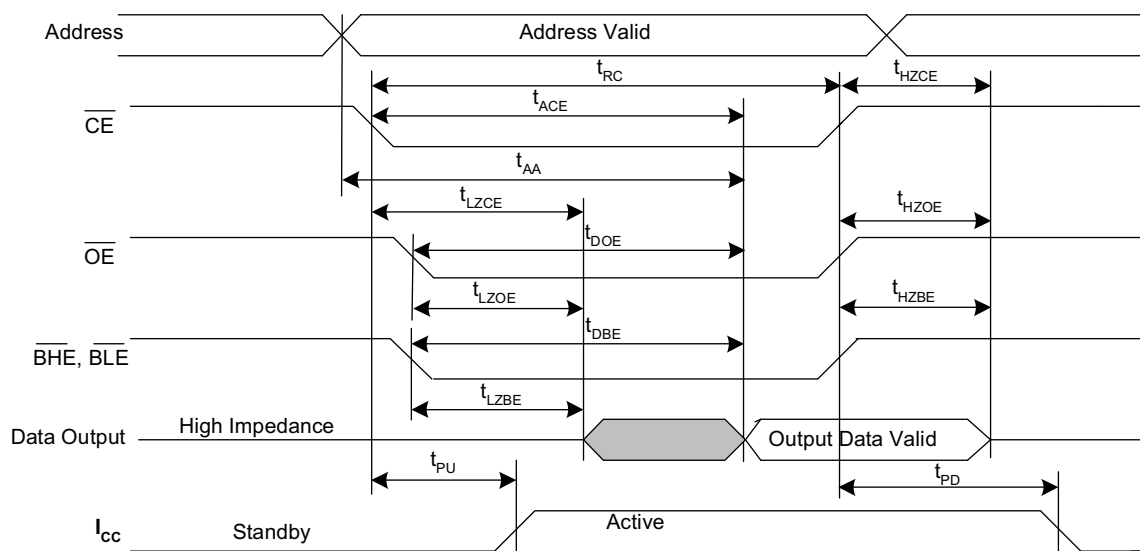 Address
Address Valid
tRC
tHZCE
tACE
CE
tAA
tLZCE
tHZOE
tDOE
OE
tLZOE
tHZBE
tDBE
BHE, BLE
tLZBE
High Impedance
Data Output
Output Data Valid
tPU
tPD
Active
ICC
Standby